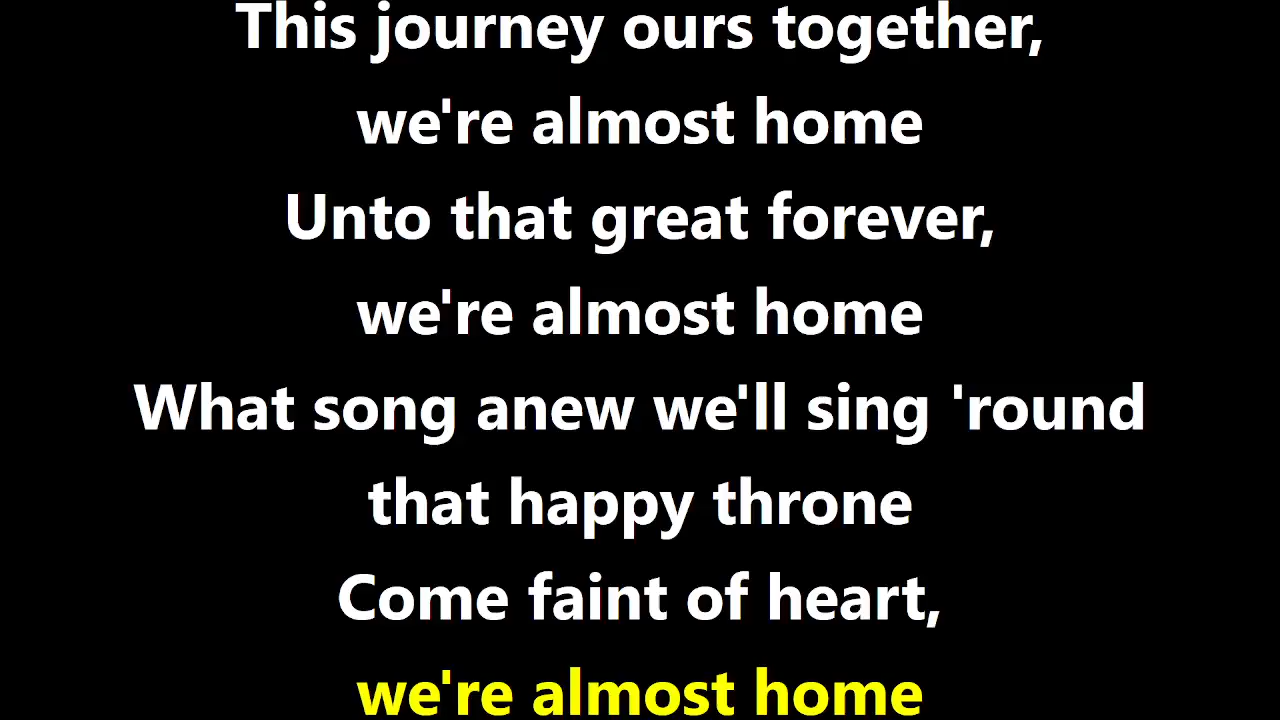 This journey ours together,
we're almost home
Unto that great forever,
we're almost home
What song anew we'll sing 'round
that happy throne
Come faint of heart,
we're almost home